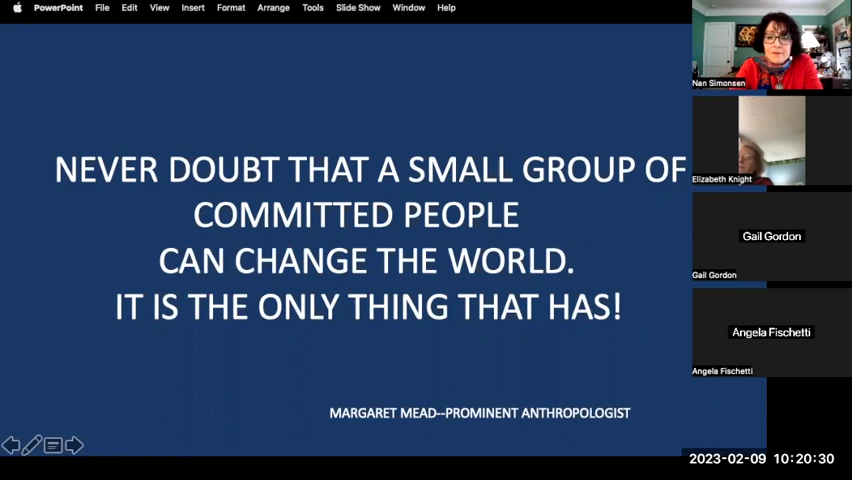 PowerPoint File Edit View Insert Format Arrange Tools Slide Show Window Help
NEVER DOUBT THAT A SMALL GROUP OF
COMMITTED PEOPLE
CAN CHANGE THE WORLD.
IT IS THE ONLY THING THAT HAS!
MARGARET MEAD--PROMINENT ANTHROPOLOGIST
Nan Simonsen
Elizabeth Knight
Gail Gordon
Gail Gordon
Angela Fischetti
Angela Fischetti
2023-02-09 10:20:30